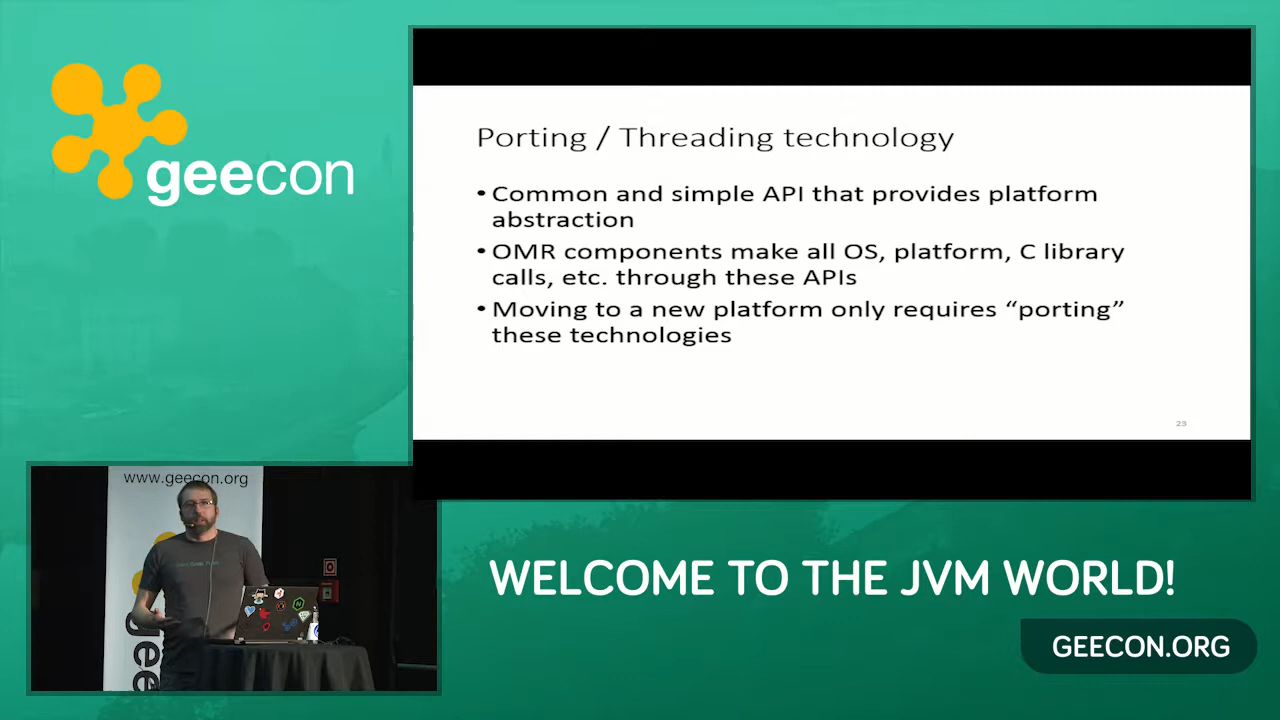 geecon
Porting / Threading technology
• Common and simple API that provides platform
abstraction
• OMR components make all OS, platform, C library
calls, etc. through these APIs
• Moving to a new platform only requires “porting”
these technologies
23
www.geecon.org
gee
WELCOME TO THE JVM WORLD!
GEECON.ORG